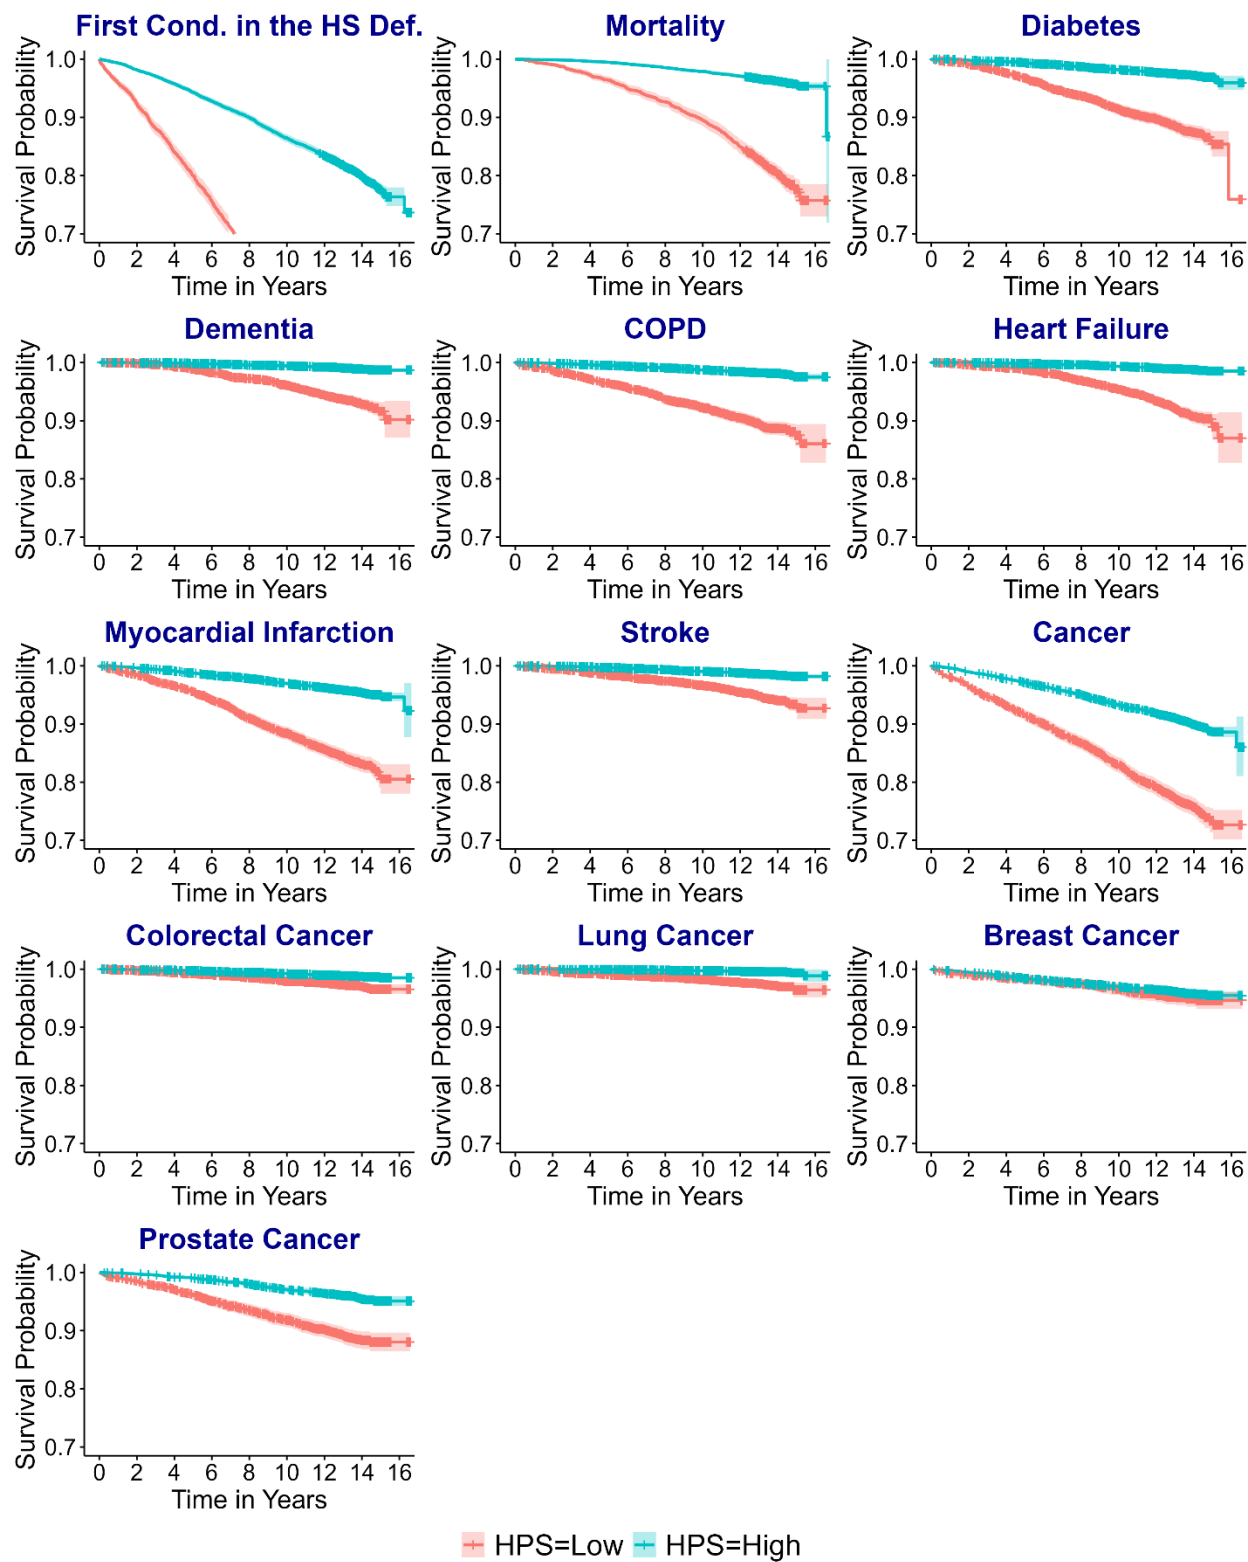 First Cond. in the HS Def.
Survival Probability
1.0
0.9
0.8
0.7
0 2 4 6 8 10 12 14 16
Time in Years
Mortality
Survival Probability
1.0
0.9
0.8
0.7
0 2 4 6 8 10 12 14 16
Time in Years
Diabetes
Survival Probability
1.0
0.9
0.8
0.7
0 2 4 6 8 10 12 14 16
Time in Years
Dementia
Survival Probability
1.0
0.9
0.8
0.7
0 2 4 6 8 10 12 14 16
Time in Years
COPD
Survival Probability
1.0
0.9
0.8
0.7
0 2 4 6 8 10 12 14 16
Time in Years
Heart Failure
Survival Probability
1.0
0.9
0.8
0.7
0 2 4 6 8 10 12 14 16
Time in Years
Myocardial Infarction
Survival Probability
1.0
0.9
0.8
0.7
0 2 4 6 8 10 12 14 16
Time in Years
Stroke
Survival Probability
1.0
0.9
0.8
0.7
0 2 4 6 8 10 12 14 16
Time in Years
Cancer
Survival Probability
1.0
0.9
0.8
0.7
0 2 4 6 8 10 12 14 16
Time in Years
Colorectal Cancer
Survival Probability
1.0
0.9
0.8
0.7
0 2 4 6 8 10 12 14 16
Time in Years
Lung Cancer
Survival Probability
1.0
0.9
0.8
0.7
0 2 4 6 8 10 12 14 16
Time in Years
Breast Cancer
Survival Probability
1.0
0.9
0.8
0.7
0 2 4 6 8 10 12 14 16
Time in Years
Prostate Cancer
Survival Probability
1.0
0.9
0.8
0.7
0 2 4 6 8 10 12 14 16
Time in Years
HPS=Low HPS=High